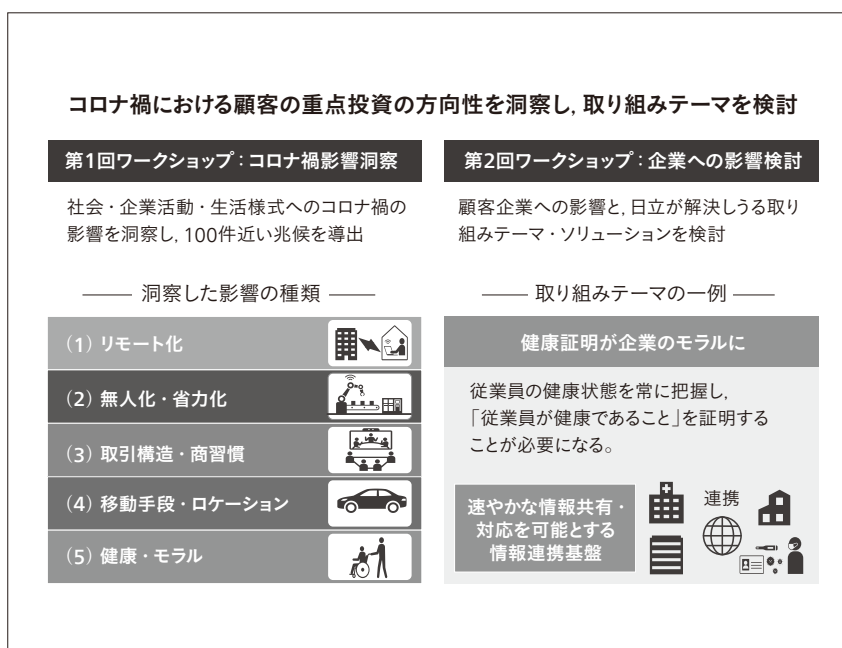 コロナ禍における顧客の重点投資の方向性を洞察し，取り組みテーマを検討
第1回ワークショップ：コロナ禍影響洞察
社会・企業活動・生活様式へのコロナ禍の
影響を洞察し，100件近い兆候を導出
洞察した影響の種類
（1）リモート化
（2）無人化・省力化
（3）取引構造・商習慣
（4）移動手段・ロケーション
（5）健康・モラル
第2回ワークショップ：企業への影響検討
顧客企業への影響と，日立が解決しうる取り
組みテーマ・ソリューションを検討
取り組みテーマの一例
健康証明が企業のモラルに
従業員の健康状態を常に把握し，
「従業員が健康であること」を証明する
ことが必要になる。
速やかな情報共有・
対応を可能とする
情報連携基盤
連携